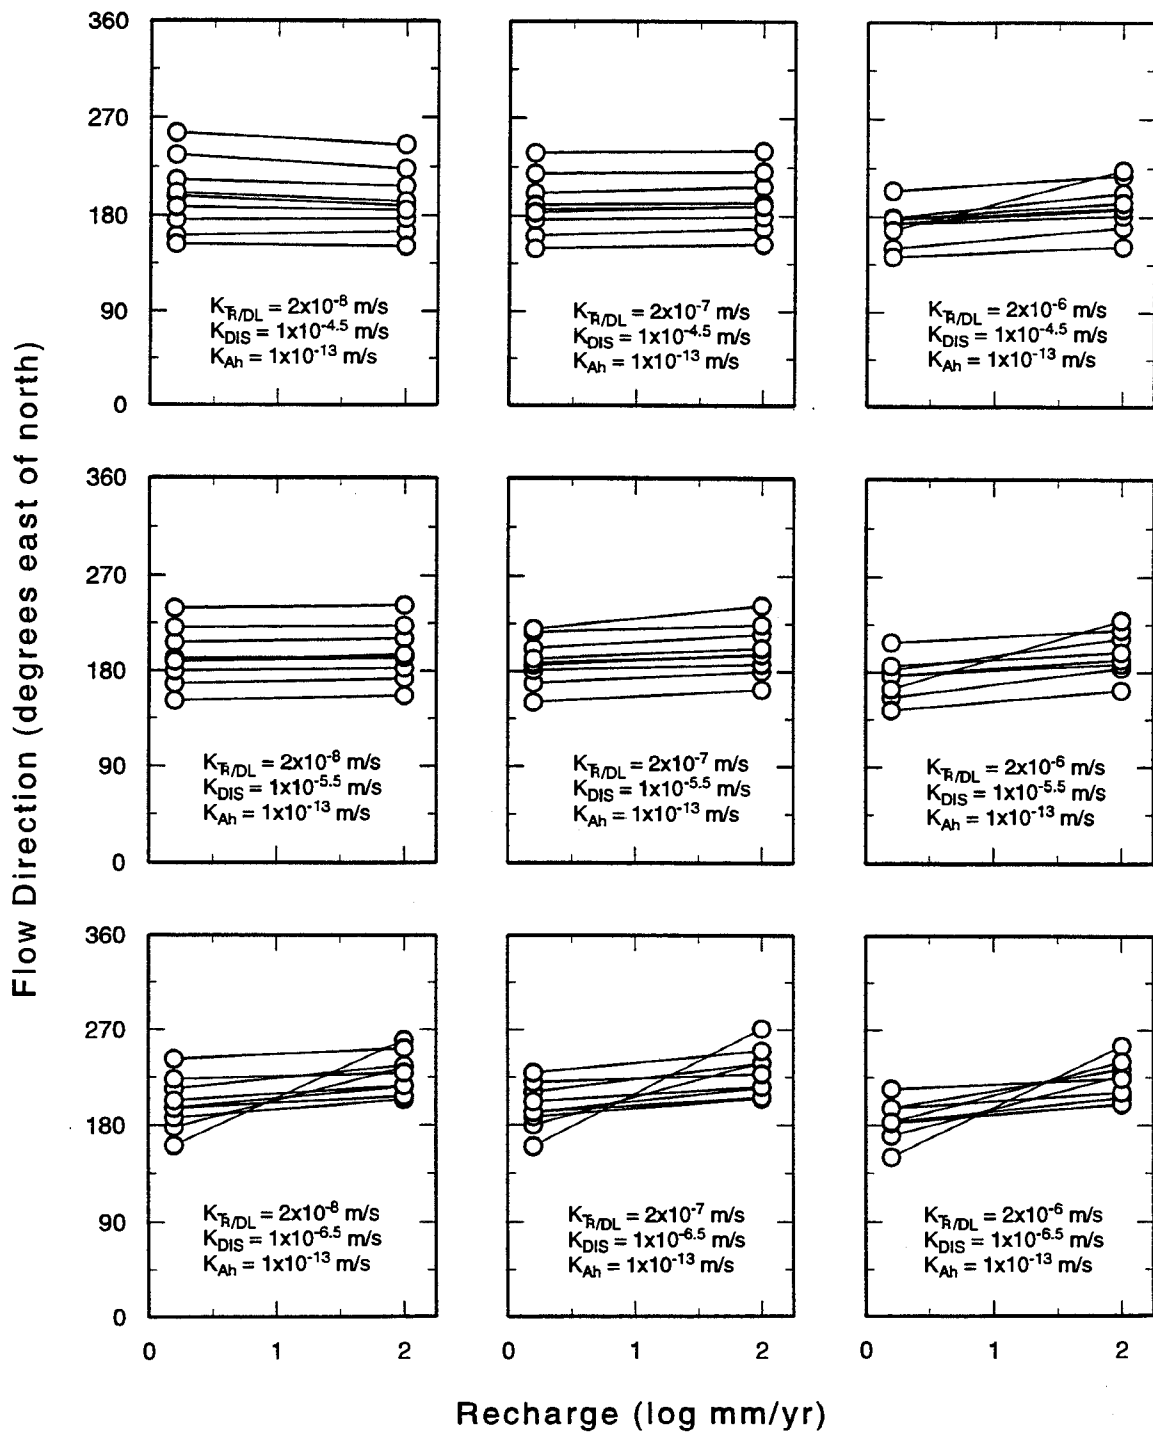 360
270
180
90
0
K_TR/DL = 2x10^-8 m/s
K_DIS = 1x10^-4.5 m/s
K_Ah = 1x10^-13 m/s
K_TR/DL = 2x10^-7 m/s
K_DIS = 1x10^-4.5 m/s
K_Ah = 1x10^-13 m/s
K_TR/DL = 2x10^-6 m/s
K_DIS = 1x10^-4.5 m/s
K_Ah = 1x10^-13 m/s
360
270
180
90
0
K_TR/DL = 2x10^-8 m/s
K_DIS = 1x10^-5.5 m/s
K_Ah = 1x10^-13 m/s
K_TR/DL = 2x10^-7 m/s
K_DIS = 1x10^-5.5 m/s
K_Ah = 1x10^-13 m/s
K_TR/DL = 2x10^-6 m/s
K_DIS = 1x10^-5.5 m/s
K_Ah = 1x10^-13 m/s
Flow Direction (degrees east of north)
360
270
180
90
0
K_TR/DL = 2x10^-8 m/s
K_DIS = 1x10^-6.5 m/s
K_Ah = 1x10^-13 m/s
K_TR/DL = 2x10^-7 m/s
K_DIS = 1x10^-6.5 m/s
K_Ah = 1x10^-13 m/s
K_TR/DL = 2x10^-6 m/s
K_DIS = 1x10^-6.5 m/s
K_Ah = 1x10^-13 m/s
0 1 2 0 1 2 0 1 2
Recharge (log mm/yr)